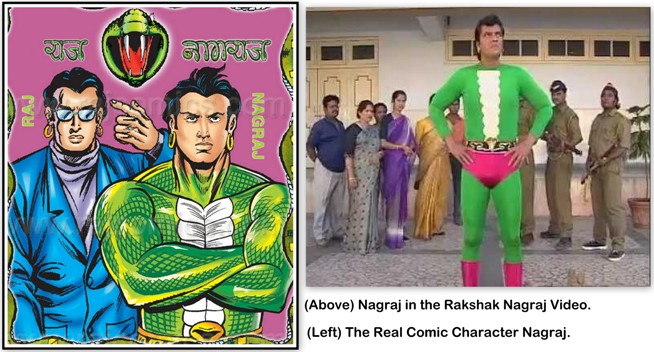 राज नागराज
RAJ
NAGRAJ
(Above) Nagraj in the Rakshak Nagraj Video.
(Left) The Real Comic Character Nagraj.